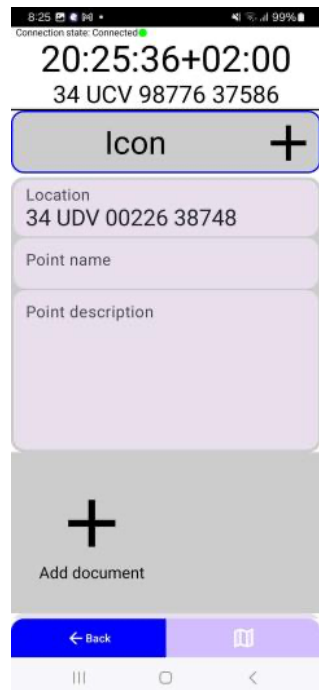 8:25 99%
Connection state: Connected
20:25:36+02:00
34 UCV 98776 37586
Icon
Location
34 UDV 00226 38748
Point name
Point description
Add document
Back